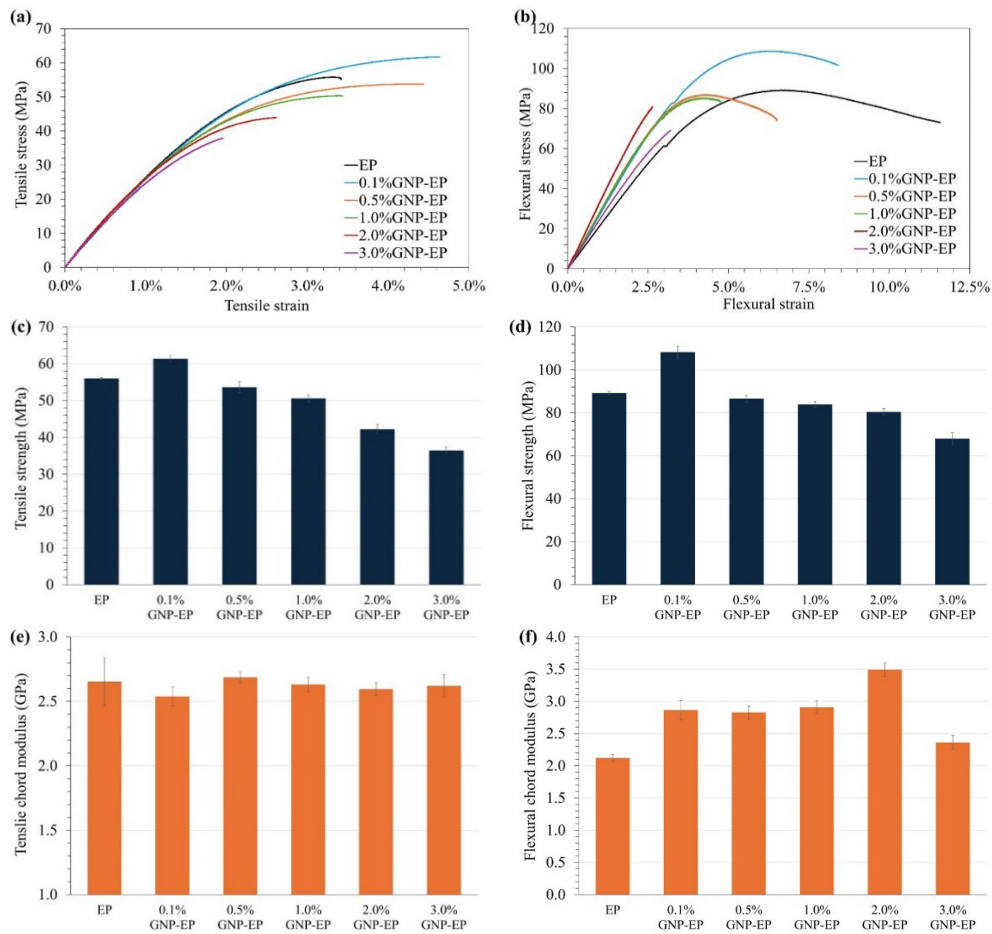 (a)
70
60
50
40
30
20
10
0
Tensile stress (MPa)
0.0% 1.0% 2.0% 3.0% 4.0% 5.0%
Tensile strain
EP
0.1%GNP-EP
0.5%GNP-EP
1.0%GNP-EP
2.0%GNP-EP
3.0%GNP-EP
(b)
120
100
80
60
40
20
0
Flexural stress (MPa)
0.0% 2.5% 5.0% 7.5% 10.0% 12.5%
Flexural strain
EP
0.1%GNP-EP
0.5%GNP-EP
1.0%GNP-EP
2.0%GNP-EP
3.0%GNP-EP
(c)
70
60
50
40
30
20
10
0
Tensile strength (MPa)
EP 0.1% 0.5% 1.0% 2.0% 3.0%
GNP-EP GNP-EP GNP-EP GNP-EP GNP-EP
(d)
120
100
80
60
40
20
0
Flexural strength (MPa)
EP 0.1% 0.5% 1.0% 2.0% 3.0%
GNP-EP GNP-EP GNP-EP GNP-EP GNP-EP
(e)
3.0
2.5
2.0
1.5
1.0
Tenslie chord modulus (GPa)
EP 0.1% 0.5% 1.0% 2.0% 3.0%
GNP-EP GNP-EP GNP-EP GNP-EP GNP-EP
(f)
4.0
3.5
3.0
2.5
2.0
1.5
1.0
0.5
0.0
Flexural chord modulus (GPa)
EP 0.1% 0.5% 1.0% 2.0% 3.0%
GNP-EP GNP-EP GNP-EP GNP-EP GNP-EP